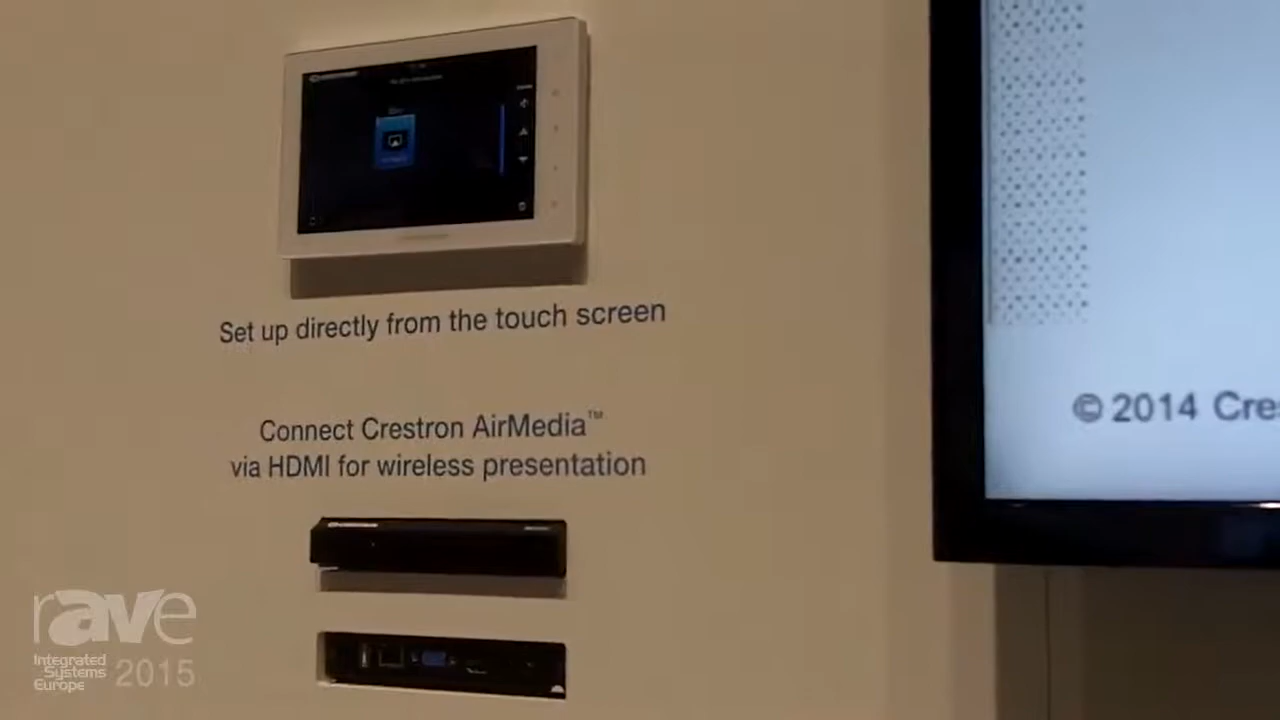 Set up directly from the touch screen
Connect Crestron AirMedia™
via HDMI for wireless presentation
© 2014 Cre
rave
Integrated
Systems
Europe 2015